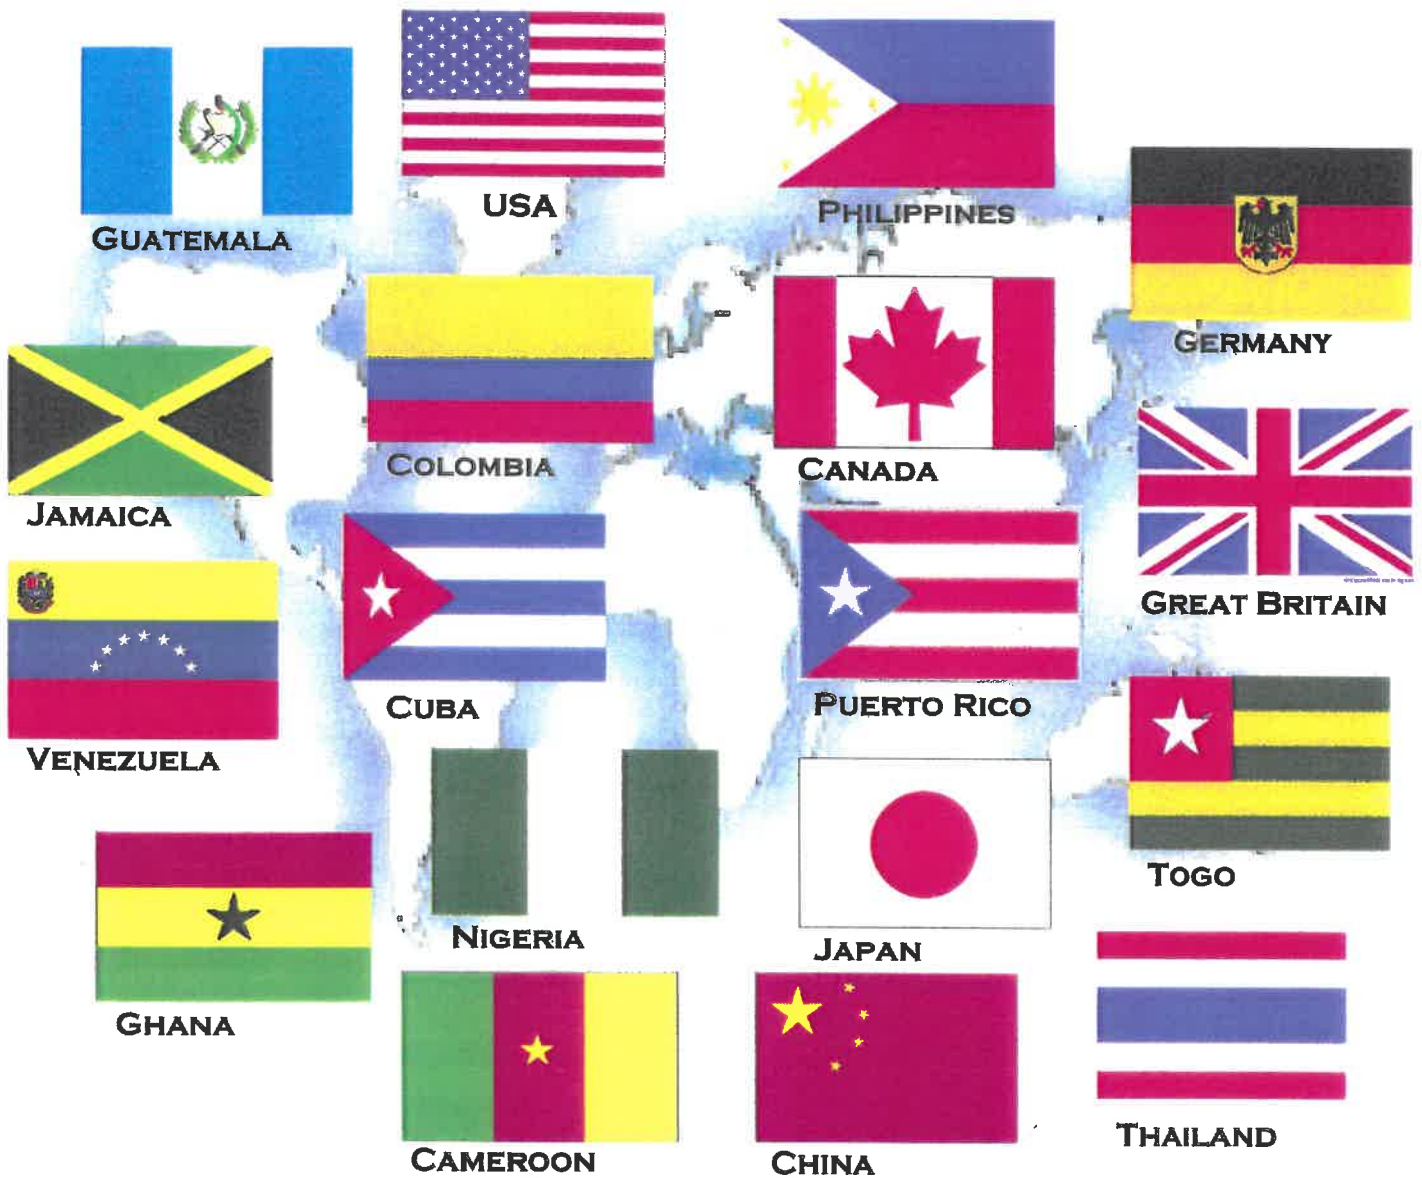 USA
PHILIPPINES
GUATEMALA
GERMANY
COLOMBIA
CANADA
JAMAICA
GREAT BRITAIN
CUBA
PUERTO RICO
VENEZUELA
TOGO
NIGERIA
JAPAN
GHANA
THAILAND
CAMEROON
CHINA